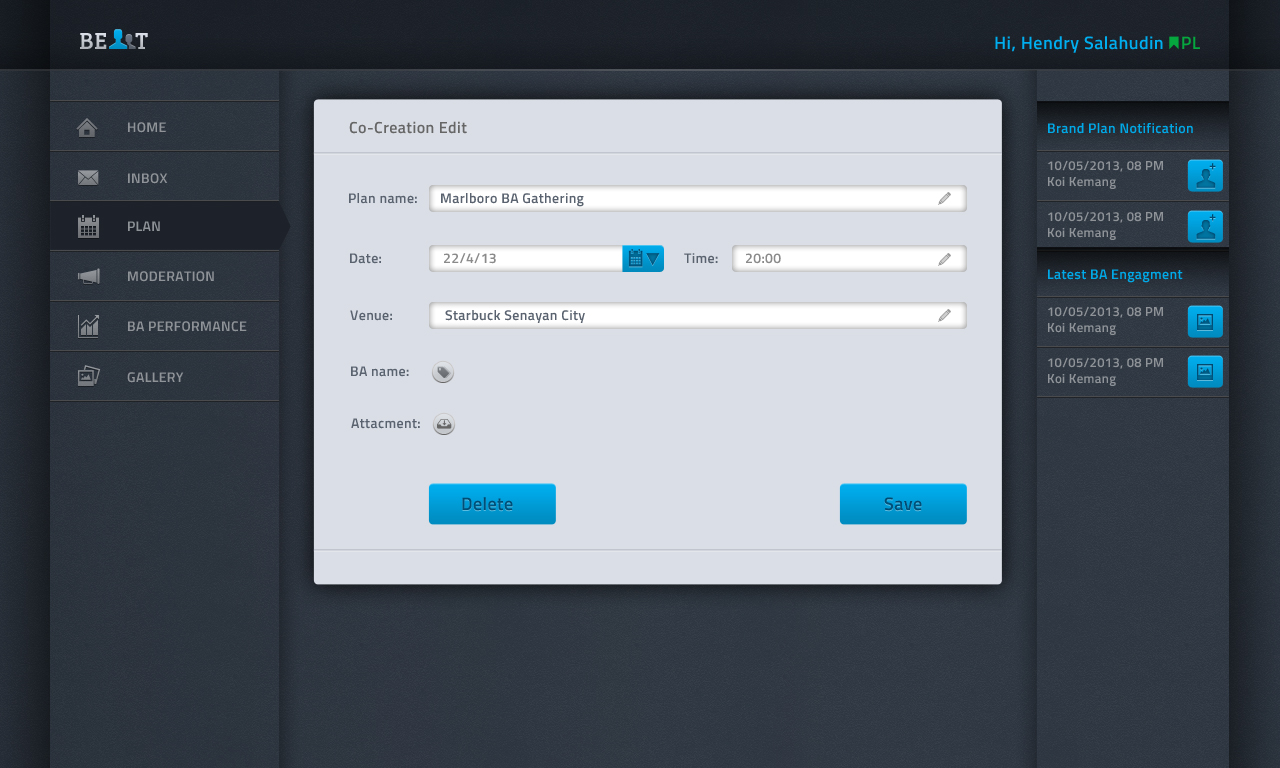 BEAT
Hi, Hendry Salahudin PL
HOME
INBOX
PLAN
MODERATION
BA PERFORMANCE
GALLERY
Co-Creation Edit
Plan name: Marlboro BA Gathering
Date: 22/4/13 Time: 20:00
Venue: Starbuck Senayan City
BA name:
Attacment:
Delete Save
Brand Plan Notification
10/05/2013, 08 PM
Koi Kemang
10/05/2013, 08 PM
Koi Kemang
Latest BA Engagment
10/05/2013, 08 PM
Koi Kemang
10/05/2013, 08 PM
Koi Kemang